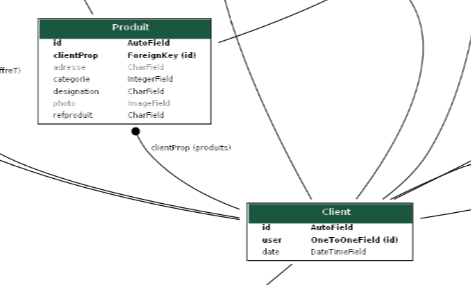 Produit
id AutoField
clientProp ForeignKey (id)
adresse CharField
categorie IntegerField
designation CharField
photo ImageField
refproduit CharField
ffreT)
clientProp (produits)
Client
id AutoField
user OneToOneField (id)
date DateTimeField